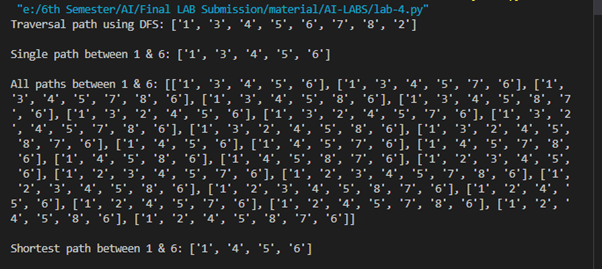 "e:/6th Semester/AI/Final LAB Submission/material/AI-LABS/lab-4.py"
Traversal path using DFS: ['1', '3', '4', '5', '6', '7', '8', '2']
Single path between 1 & 6: ['1', '3', '4', '5', '6']
All paths between 1 & 6: [['1', '3', '4', '5', '6'], ['1', '3', '4', '5', '7', '6'], ['1',
'3', '4', '5', '7', '8', '6'], ['1', '3', '4', '5', '8', '6'], ['1', '3', '4', '5', '8', '7
', '6'], ['1', '3', '2', '4', '5', '6'], ['1', '3', '2', '4', '5', '7', '6'], ['1', '3', '2
', '4', '5', '7', '8', '6'], ['1', '3', '2', '4', '5', '8', '6'], ['1', '3', '2', '4', '5',
'8', '7', '6'], ['1', '4', '5', '6'], ['1', '4', '5', '7', '6'], ['1', '4', '5', '7', '8',
'6'], ['1', '4', '5', '8', '6'], ['1', '4', '5', '8', '7', '6'], ['1', '2', '3', '4', '5',
'6'], ['1', '2', '3', '4', '5', '7', '6'], ['1', '2', '3', '4', '5', '7', '8', '6'], ['1',
'2', '3', '4', '5', '8', '6'], ['1', '2', '3', '4', '5', '8', '7', '6'], ['1', '2', '4', '
5', '6'], ['1', '2', '4', '5', '7', '6'], ['1', '2', '4', '5', '7', '8', '6'], ['1', '2', '
4', '5', '8', '6'], ['1', '2', '4', '5', '8', '7', '6']]
Shortest path between 1 & 6: ['1', '4', '5', '6']